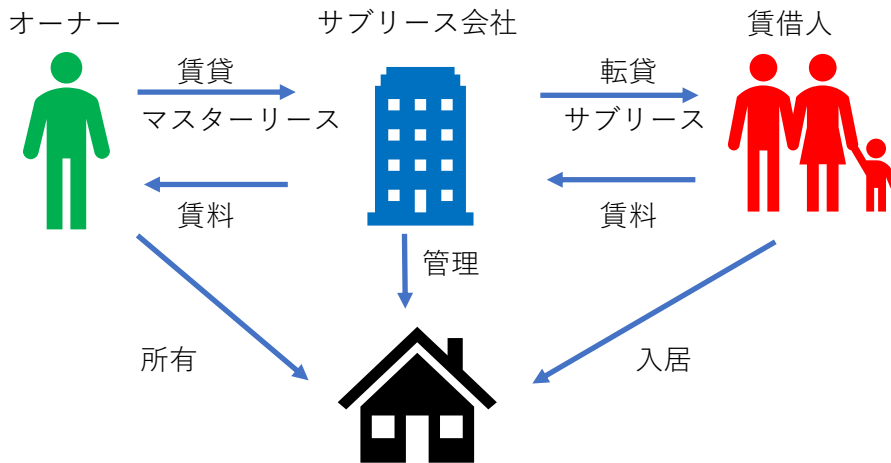 オーナー
サブリース会社
賃借人
賃貸
マスターリース
転貸
サブリース
賃料
賃料
管理
所有
入居